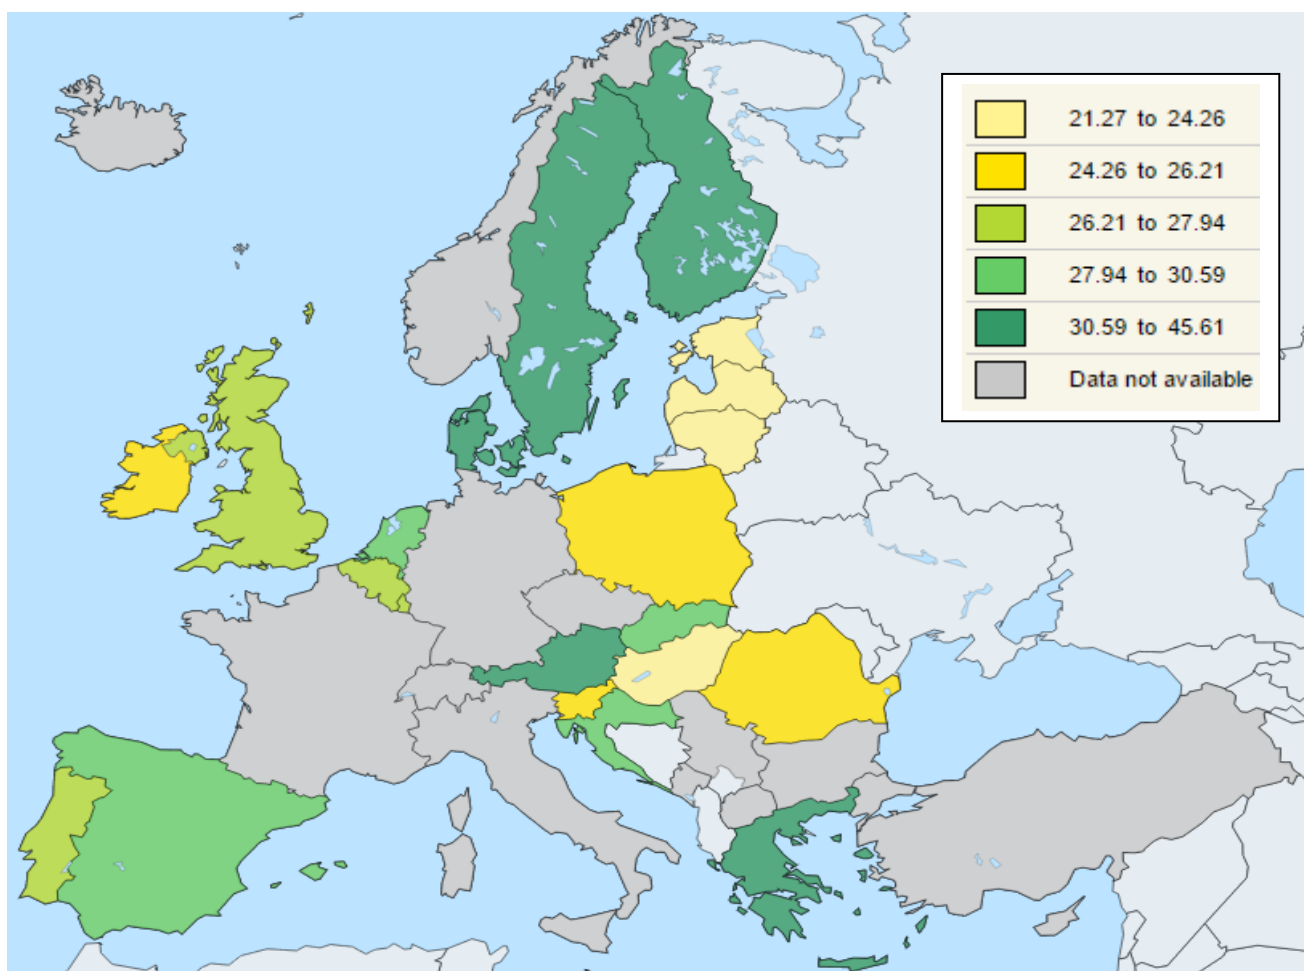 21.27 to 24.26
24.26 to 26.21
26.21 to 27.94
27.94 to 30.59
30.59 to 45.61
Data not available